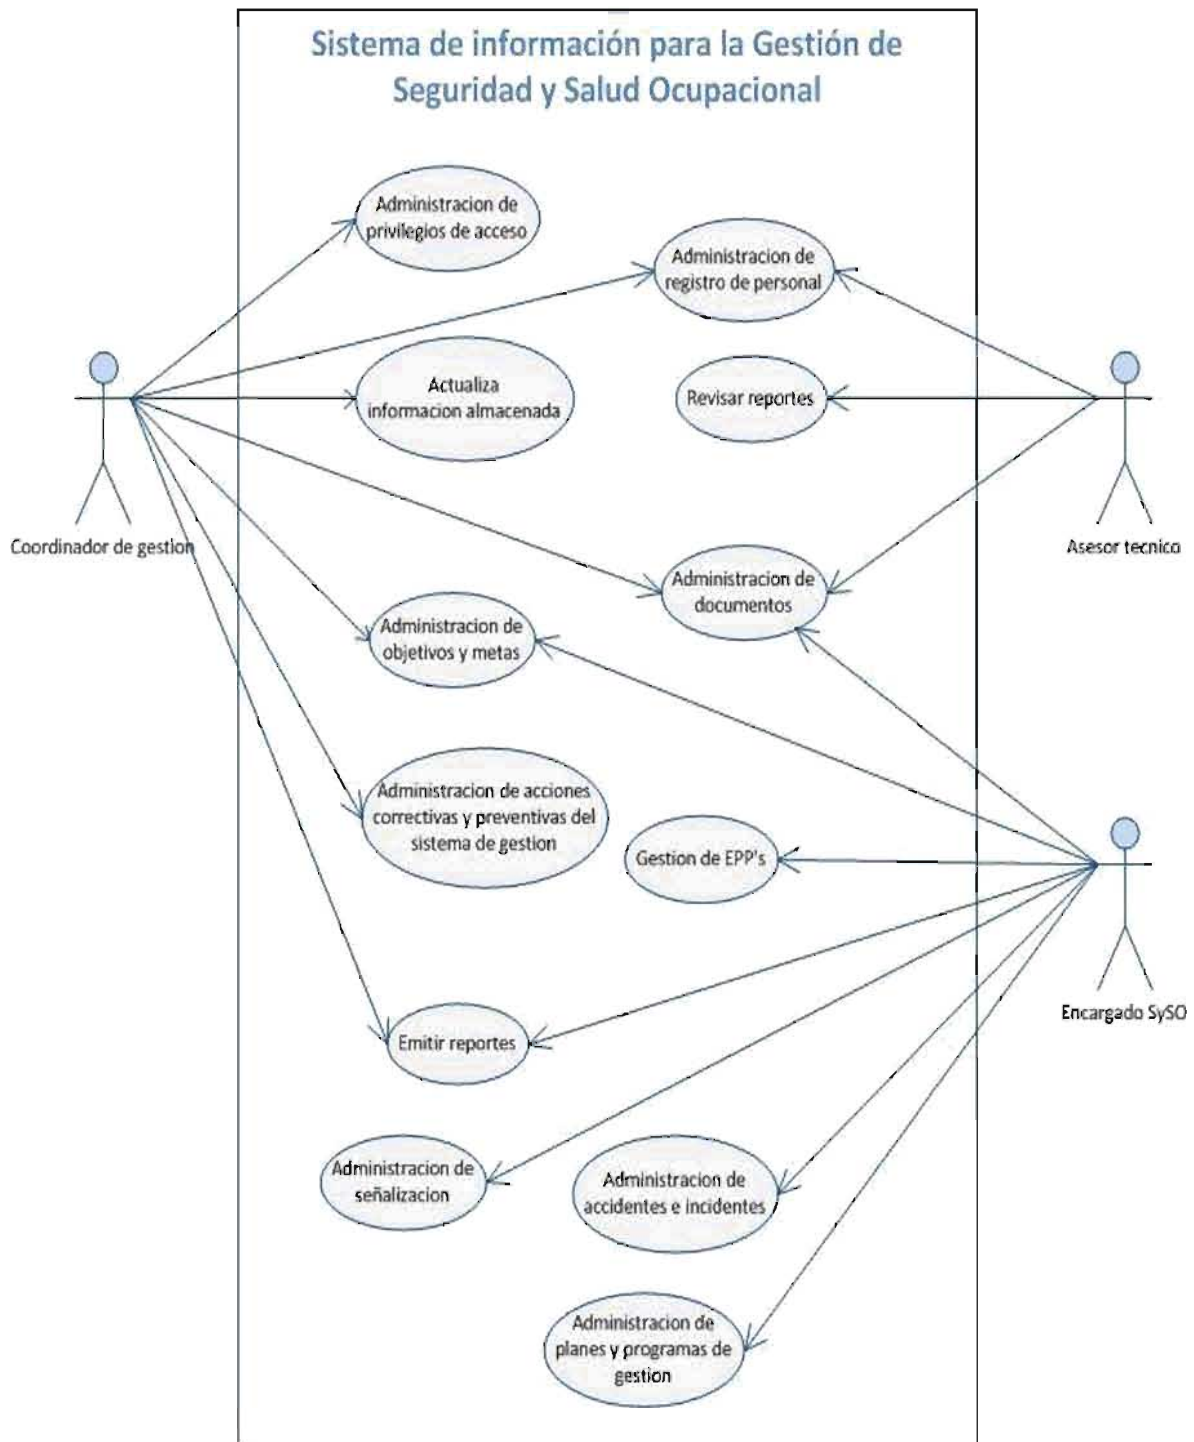 Sistema de información para la Gestión de
Seguridad y Salud Ocupacional
Administracion de
privilegios de acceso
Administracion de
registro de personal
Actualiza
informacion almacenada
Revisar reportes
Coordinador de gestion
Asesor tecnico
Administracion de
documentos
Administracion de
objetivos y metas
Administracion de acciones
correctivas y preventivas del
sistema de gestion
Gestion de EPP's
Encargado SySO
Emitir reportes
Administracion de
señalizacion
Administracion de
accidentes e incidentes
Administracion de
planes y programas de
gestion